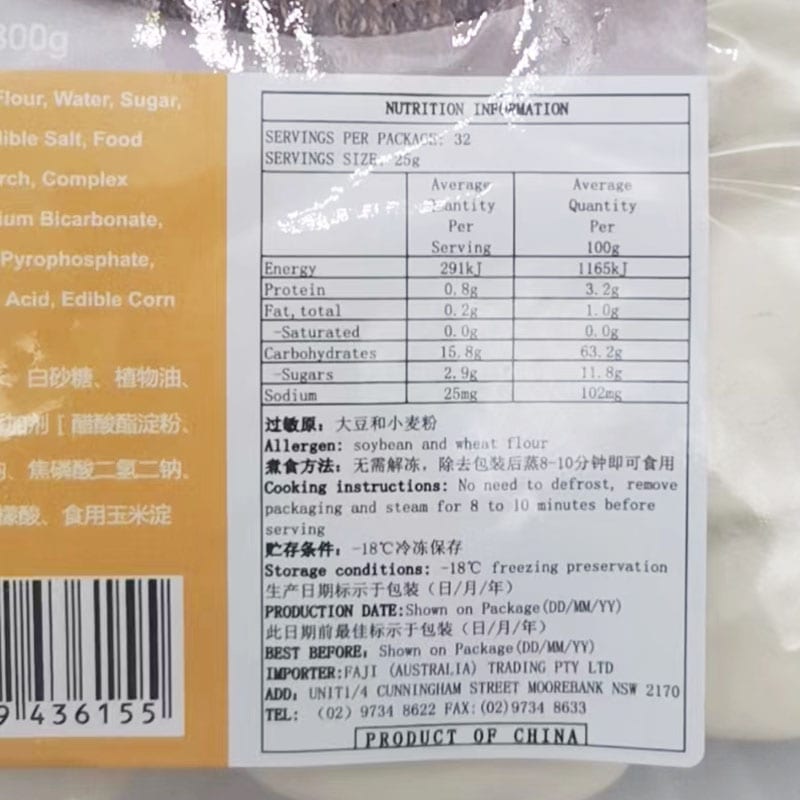 300g
Flour, Water, Sugar,
Salt, Food
Complex
Bicarbonate,
Pyrophosphate,
Acid, Edible Corn
白砂糖、植物油、
[醋酸酯淀粉、
焦磷酸二氢二钠、
食用玉米淀
9 436155
NUTRITION INFORMATION
SERVINGS PER PACKAGE: 32
SERVINGS SIZE: 25g
Average Quantity Per Serving
Average Quantity Per 100g
Energy 291kJ 1165kJ
Protein 0.8g 3.2g
Fat, total 0.2g 1.0g
-Saturated 0.0g 0.0g
Carbohydrates 15.8g 63.2g
-Sugars 2.9g 11.8g
Sodium 25mg 102mg
过敏原：大豆和小麦粉
Allergen: soybean and wheat flour
煮食方法：无需解冻，除去包装后蒸8-10分钟即可食用
Cooking instructions: No need to defrost, remove
packaging and steam for 8 to 10 minutes before
serving
贮存条件：-18℃冷冻保存
Storage conditions: -18℃ freezing preservation
生产日期标示于包装（日/月/年）
PRODUCTION DATE:Shown on Package(DD/MM/YY)
此日期前最佳标示于包装（日/月/年）
BEST BEFORE: Shown on Package(DD/MM/YY)
IMPORTER:FAJI (AUSTRALIA) TRADING PTY LTD
ADD: UNIT1/4 CUNNINGHAM STREET MOOREBANK NSW 2170
TEL: (02) 9734 8622 FAX:(02)9734 8633
PRODUCT OF CHINA